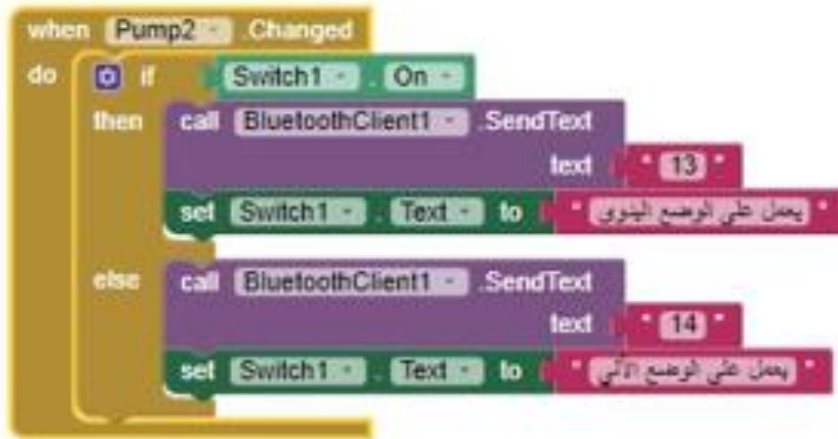 when Pump2 .Changed
do if Switch1 . On
then call BluetoothClient1 .SendText
text " 13 "
set Switch1 . Text to " يعمل على الوضع اليدوي "
else call BluetoothClient1 .SendText
text " 14 "
set Switch1 . Text to " يعمل على الوضع الآلي "